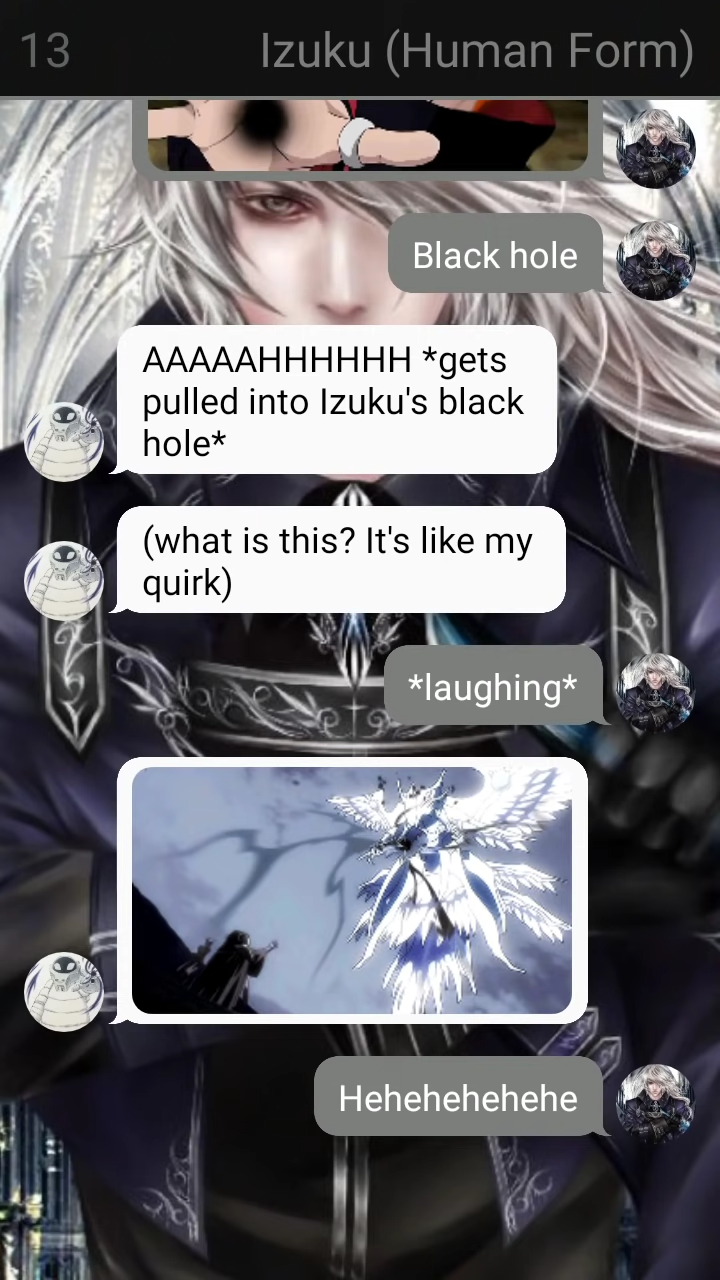 13
Izuku (Human Form)
Black hole
AAAAAHHHHHH *gets
pulled into Izuku's black
hole*
(what is this? It's like my
quirk)
*laughing*
Hehehehehehe